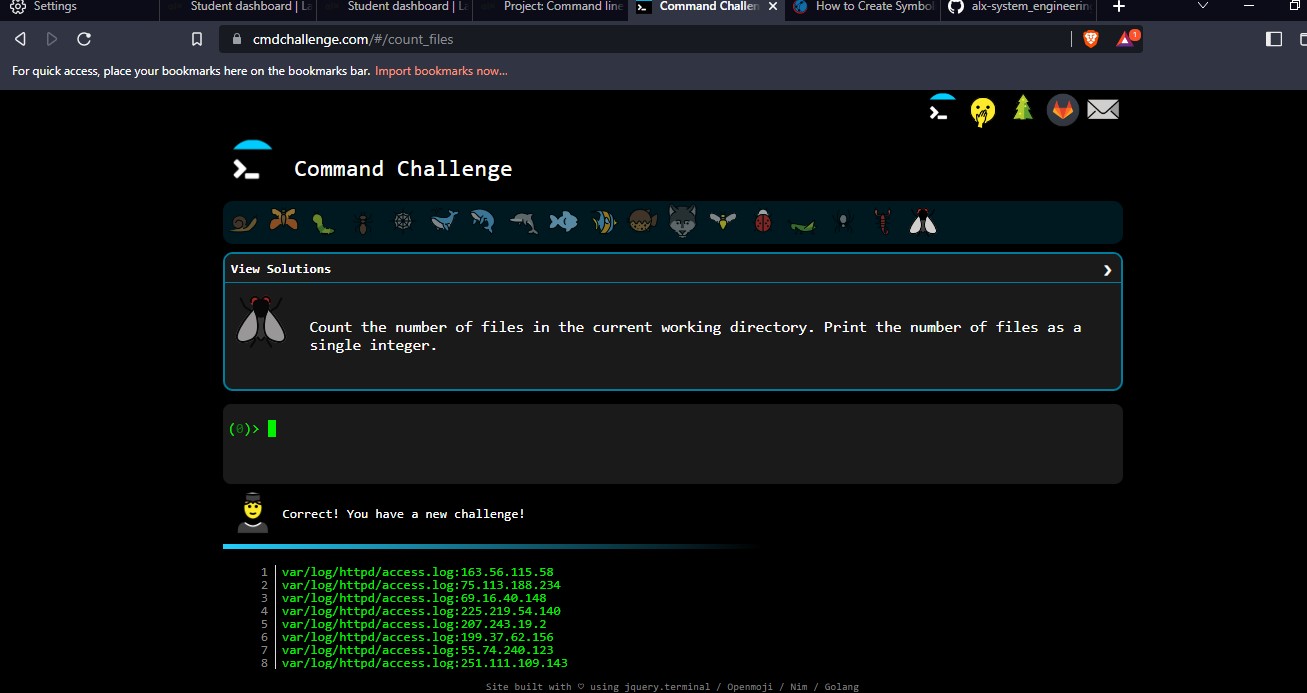 Settings
Student dashboard | L
Student dashboard | L
Project: Command line
Command Challen
How to Create Symbol
alx-system_engineerin
cmdchallenge.com/#/count_files
1
For quick access, place your bookmarks here on the bookmarks bar. Import bookmarks now...
Command Challenge
View Solutions
Count the number of files in the current working directory. Print the number of files as a
single integer.
(0)>
Correct! You have a new challenge!
1 var/log/httpd/access.log:163.56.115.58
2 var/log/httpd/access.log:75.113.188.234
3 var/log/httpd/access.log:69.16.40.148
4 var/log/httpd/access.log:225.219.54.140
5 var/log/httpd/access.log:207.243.19.2
6 var/log/httpd/access.log:199.37.62.156
7 var/log/httpd/access.log:55.74.240.123
8 var/log/httpd/access.log:251.111.109.143
Site built with ♡ using jquery.terminal / Openmoji / Nim / Golang